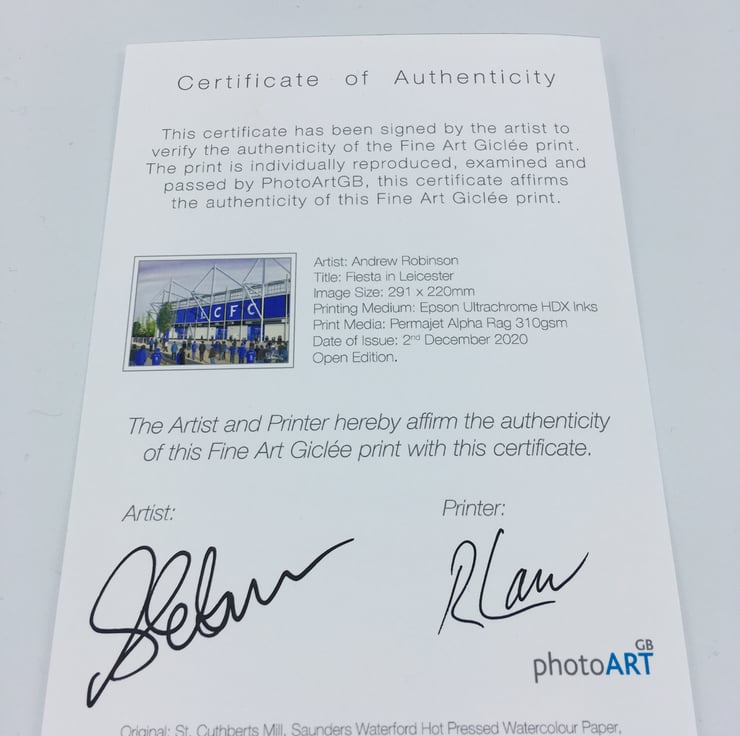 Certificate of Authenticity
This certificate has been signed by the artist to
verify the authenticity of the Fine Art Giclée print.
The print is individually reproduced, examined and
passed by PhotoArtGB, this certificate affirms
the authenticity of this Fine Art Giclée print.
LCFC
Artist: Andrew Robinson
Title: Fiesta in Leicester
Image Size: 291 x 220mm
Printing Medium: Epson Ultrachrome HDX Inks
Print Media: Permajet Alpha Rag 310gsm
Date of Issue: 2nd December 2020
Open Edition.
The Artist and Printer hereby affirm the authenticity
of this Fine Art Giclée print with this certificate.
Artist:
Printer:
R Law
photoART GB
Original: St. Cuthberts Mill, Saunders Waterford Hot Pressed Watercolour Paper,